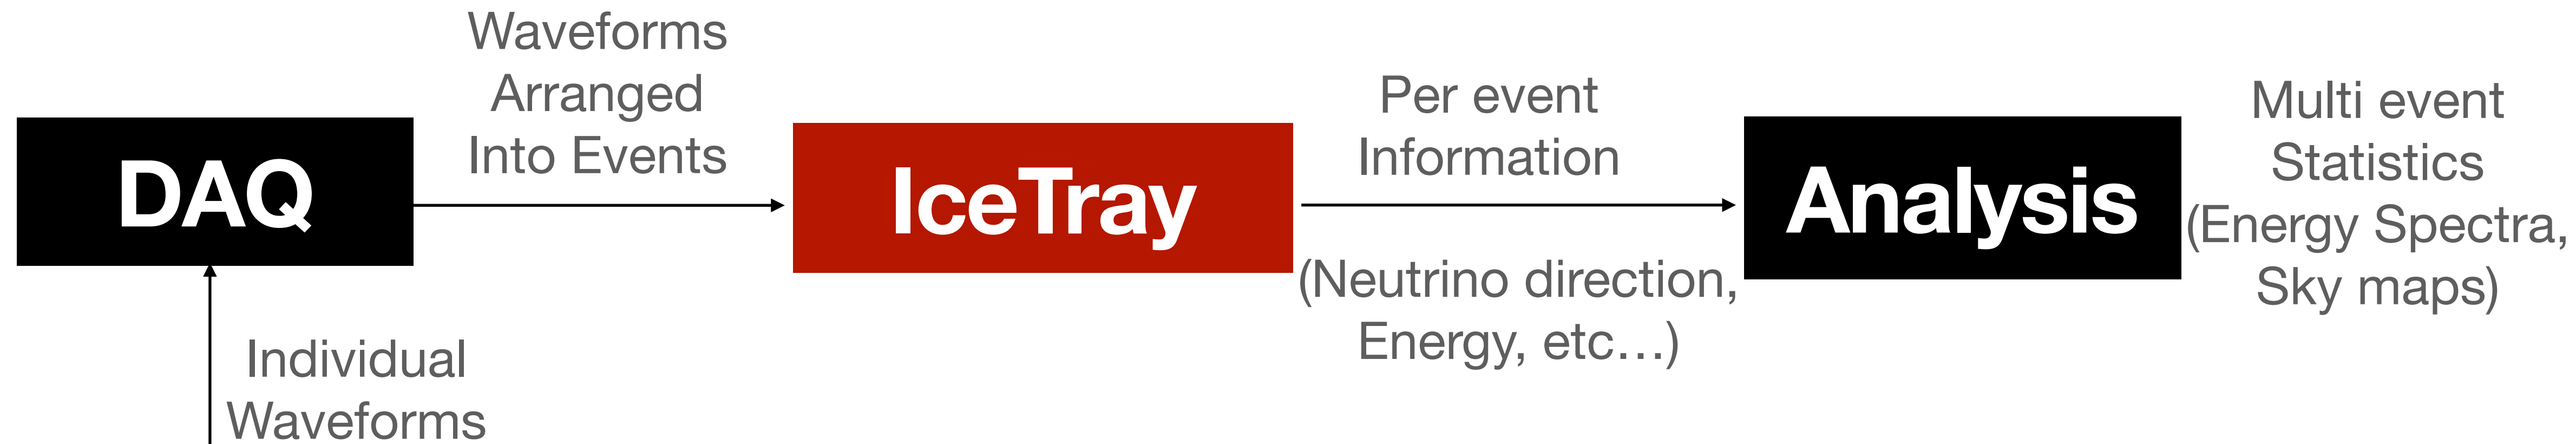 DAQ
Individual
Waveforms
Waveforms
Arranged
Into Events
IceTray
Per event
Information
(Neutrino direction,
Energy, etc…)
Analysis
Multi event
Statistics
(Energy Spectra,
Sky maps)